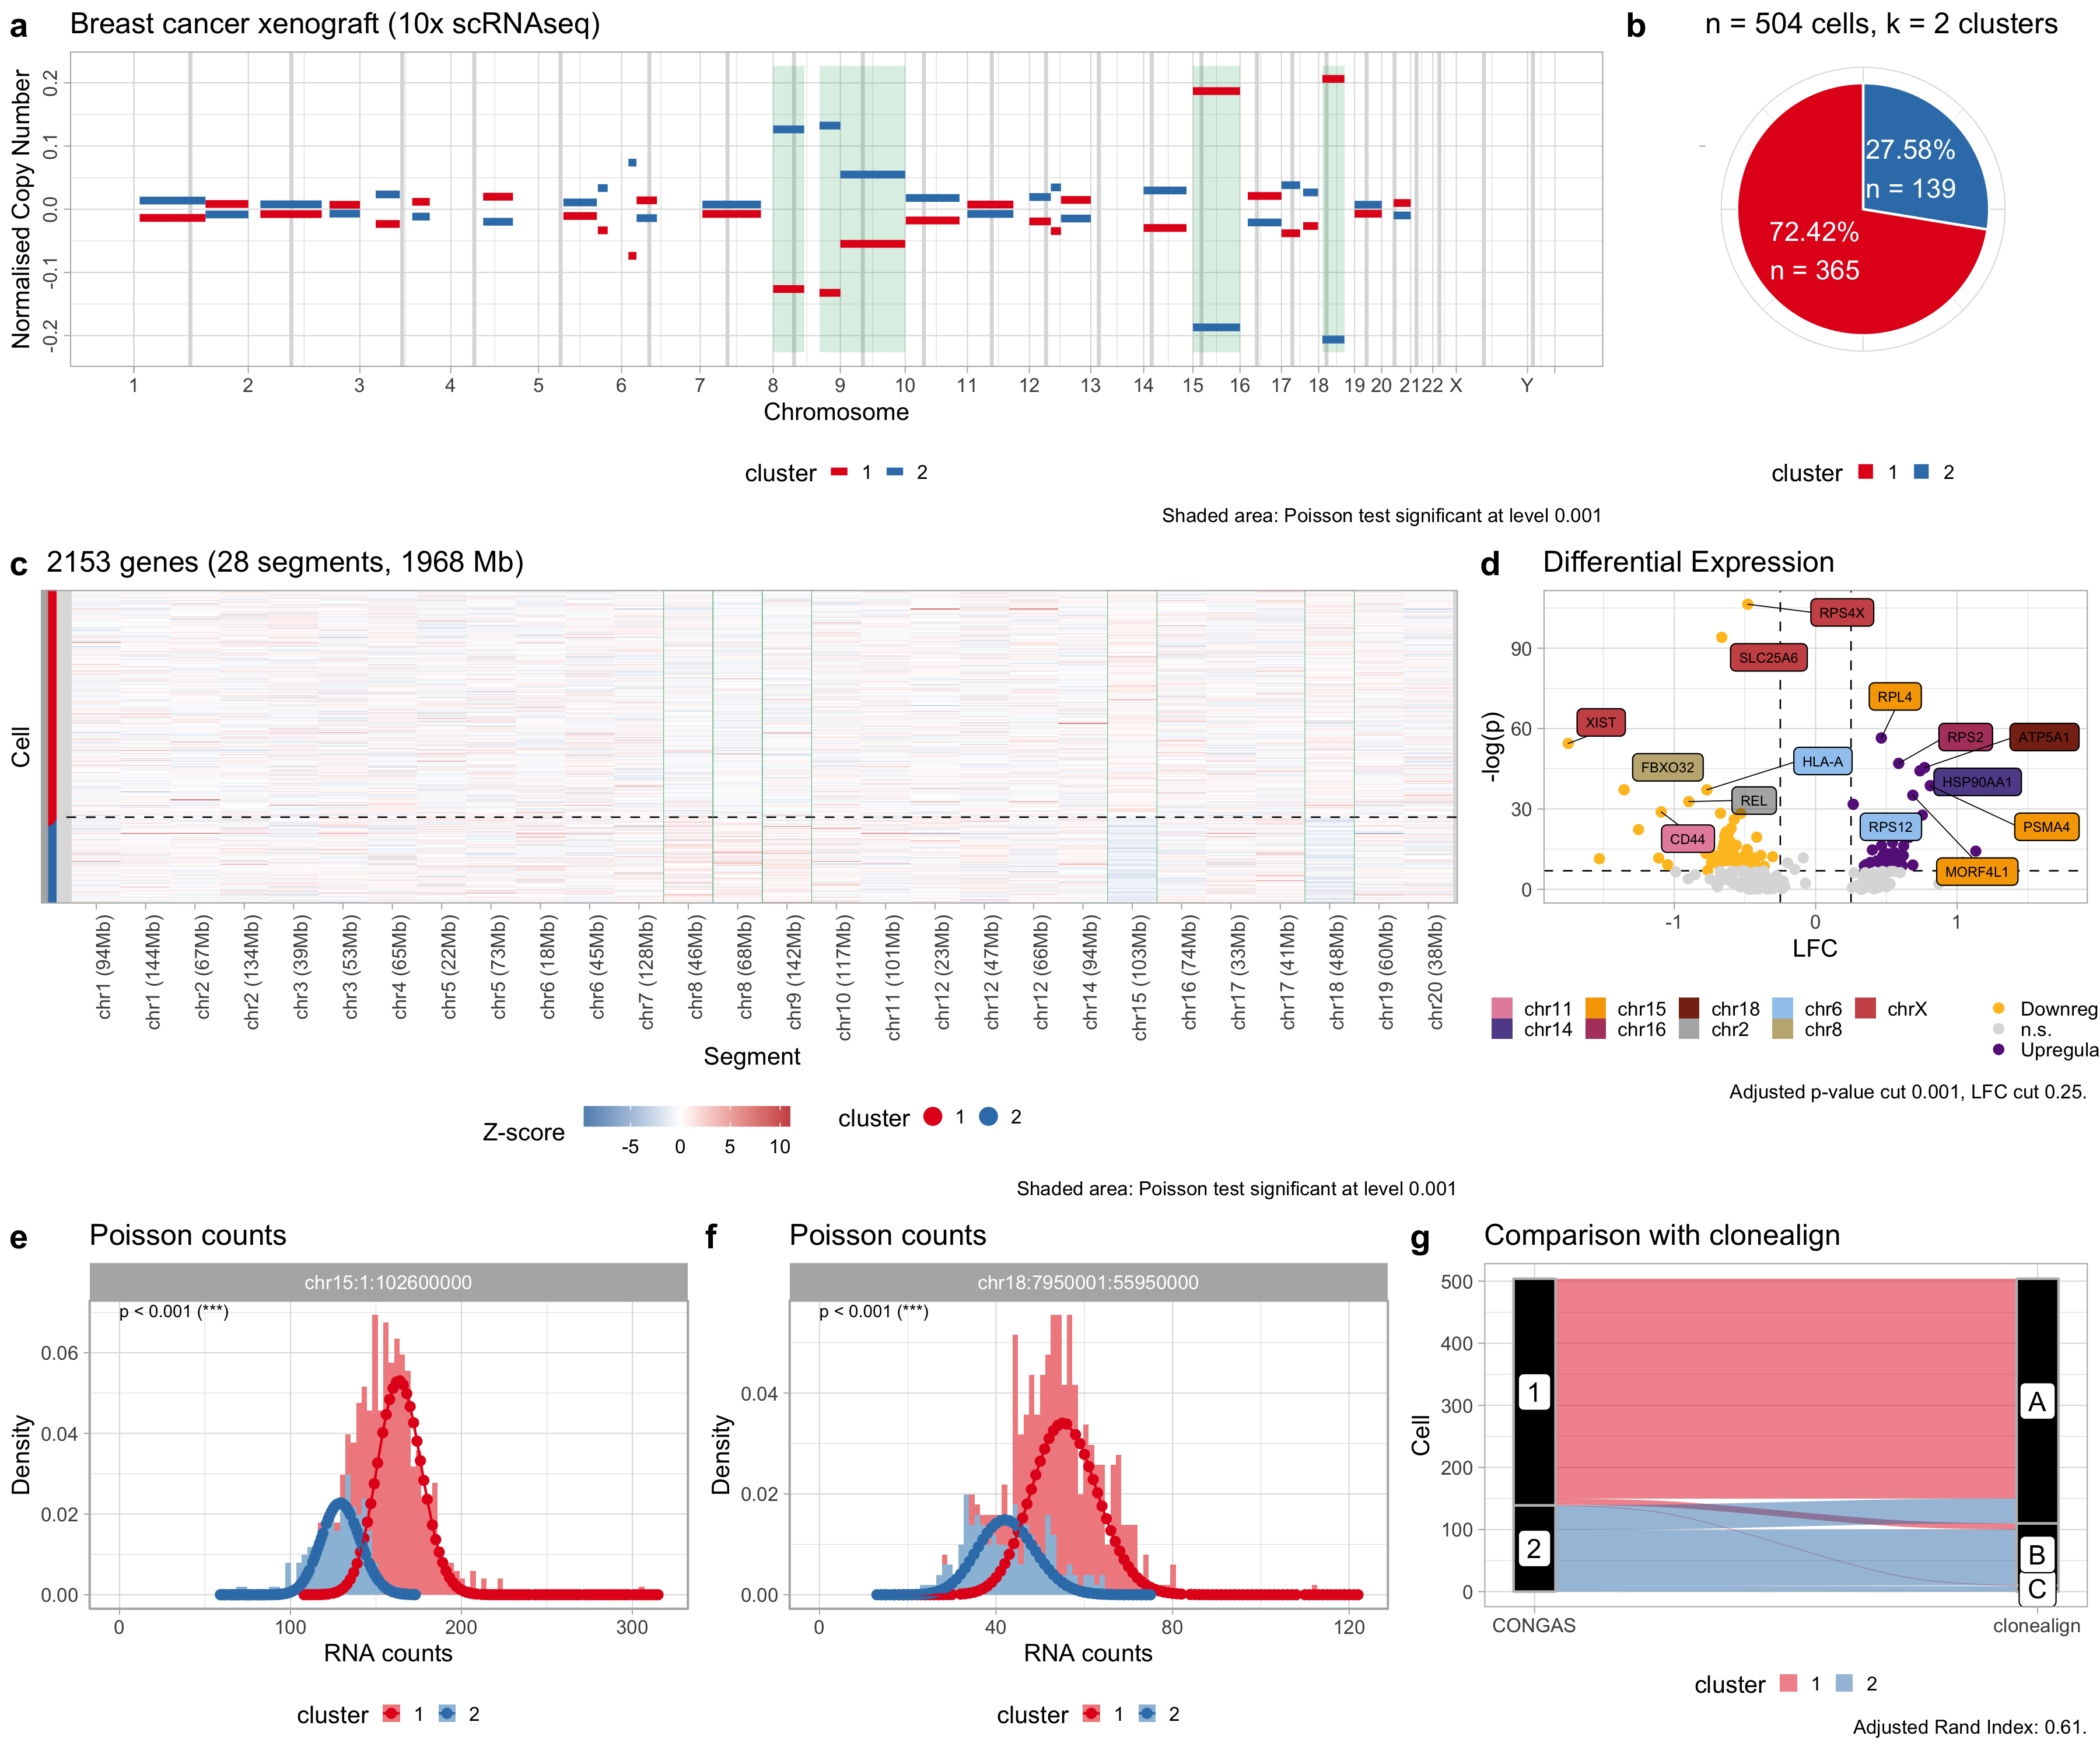 a Breast cancer xenograft (10x scRNAseq)
Normalised Copy Number
0.2
0.1
0.0
-0.1
-0.2
1 2 3 4 5 6 7 8 9 10 11 12 13 14 15 16 17 18 19 20 21 22 X Y
Chromosome
cluster 1 2
Shaded area: Poisson test significant at level 0.001
b n = 504 cells, k = 2 clusters
27.58%
n = 139
72.42%
n = 365
cluster 1 2
c 2153 genes (28 segments, 1968 Mb)
Cell
chr1 (94Mb)
chr1 (144Mb)
chr2 (67Mb)
chr2 (134Mb)
chr3 (39Mb)
chr3 (53Mb)
chr4 (65Mb)
chr5 (22Mb)
chr5 (73Mb)
chr6 (18Mb)
chr6 (45Mb)
chr7 (128Mb)
chr8 (46Mb)
chr8 (68Mb)
chr9 (142Mb)
chr10 (117Mb)
chr11 (101Mb)
chr12 (23Mb)
chr12 (47Mb)
chr12 (66Mb)
chr14 (94Mb)
chr15 (103Mb)
chr16 (74Mb)
chr17 (33Mb)
chr17 (41Mb)
chr18 (48Mb)
chr19 (60Mb)
chr20 (38Mb)
Segment
Z-score
-5 0 5 10
cluster 1 2
Shaded area: Poisson test significant at level 0.001
d Differential Expression
-log(p)
90
60
30
0
RPS4X
SLC25A6
RPL4
XIST
RPS2
ATP5A1
FBXO32
HLA-A
HSP90AA1
REL
CD44
RPS12
PSMA4
MORF4L1
-1 0 1
LFC
chr11 chr15 chr18 chr6 chrX
chr14 chr16 chr2 chr8
Downreg
n.s.
Upregula
Adjusted p-value cut 0.001, LFC cut 0.25.
e Poisson counts
chr15:1:102600000
p < 0.001 (***)
Density
0.06
0.04
0.02
0.00
0 100 200 300
RNA counts
cluster 1 2
f Poisson counts
chr18:7950001:55950000
p < 0.001 (***)
Density
0.04
0.02
0.00
0 40 80 120
RNA counts
cluster 1 2
g Comparison with clonealign
Cell
500
400
300
200
100
0
1
2
A
B
C
CONGAS clonealign
cluster 1 2
Adjusted Rand Index: 0.61.